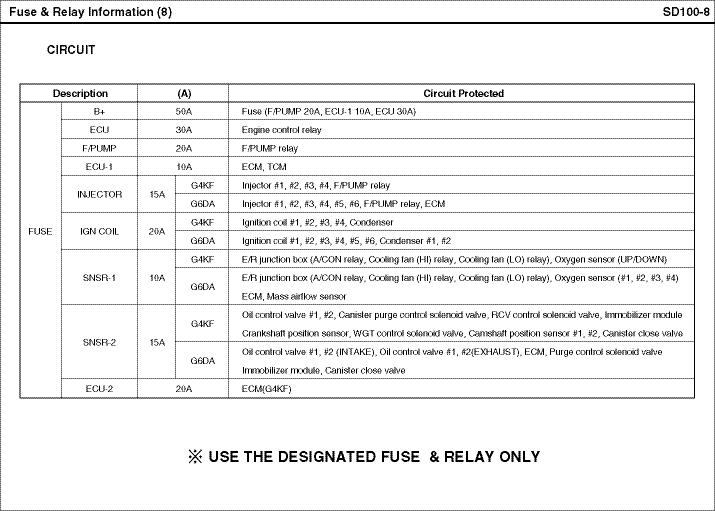 Fuse & Relay Information (8) SD100-8
CIRCUIT
Description (A) Circuit Protected
B+ 50A Fuse (F/PUMP 20A, ECU-1 10A, ECU 30A)
ECU 30A Engine control relay
F/PUMP 20A F/PUMP relay
ECU-1 10A ECM, TCM
INJECTOR 15A G4KF Injector #1, #2, #3, #4, F/PUMP relay
G6DA Injector #1, #2, #3, #4, #5, #6, F/PUMP relay, ECM
FUSE IGN COIL 20A G4KF Ignition coil #1, #2, #3, #4, Condenser
G6DA Ignition coil #1, #2, #3, #4, #5, #6, Condenser #1, #2
SNSR-1 10A G4KF E/R junction box (A/CON relay, Cooling fan (HI) relay, Cooling fan (LO) relay), Oxygen sensor (UP/DOWN)
G6DA E/R junction box (A/CON relay, Cooling fan (HI) relay, Cooling fan (LO) relay), Oxygen sensor (#1, #2, #3, #4)
ECM, Mass airflow sensor
SNSR-2 15A G4KF Oil control valve #1, #2, Canister purge control solenoid valve, RCV control solenoid valve, Immobilizer module
Crankshaft position sensor, WGT control solenoid valve, Camshaft position sensor #1, #2, Canister close valve
G6DA Oil control valve #1, #2 (INTAKE), Oil control valve #1, #2(EXHAUST), ECM, Purge control solenoid valve
Immobilizer module, Canister close valve
ECU-2 20A ECM(G4KF)
※ USE THE DESIGNATED FUSE & RELAY ONLY